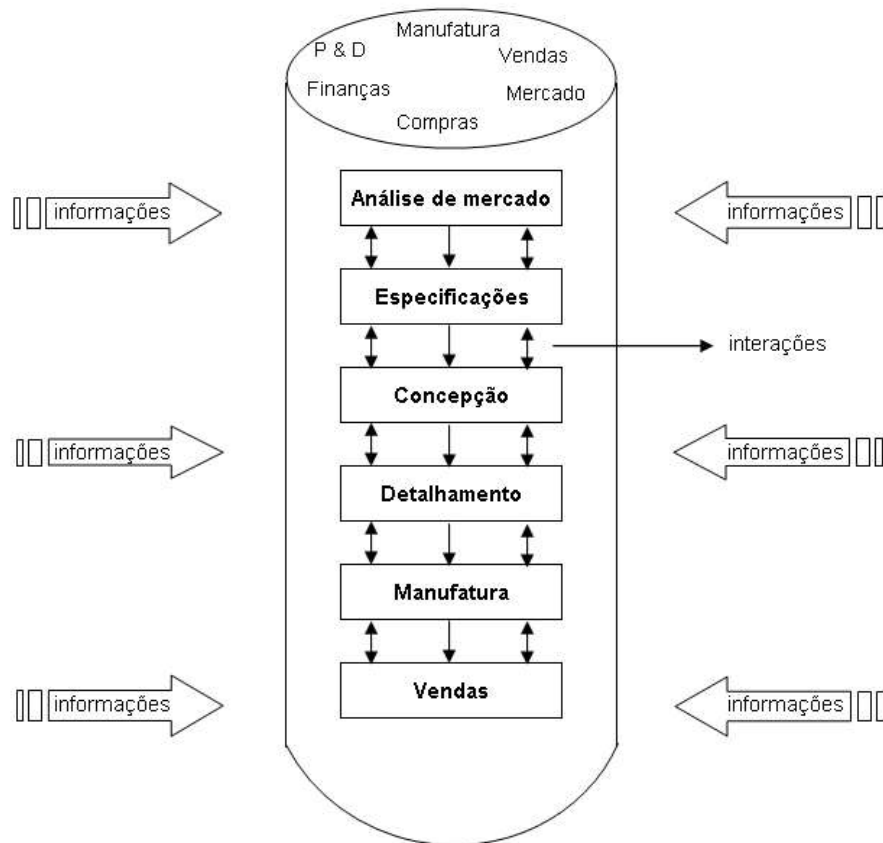 Manufatura
P & D
Vendas
Finanças
Mercado
Compras
Análise de mercado
informações
informações
Especificações
interações
Concepção
informações
informações
Detalhamento
Manufatura
Vendas
informações
informações